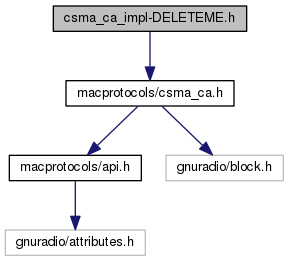 csma_ca_impl-DELETEME.h
macprotocols/csma_ca.h
macprotocols/api.h
gnuradio/block.h
gnuradio/attributes.h